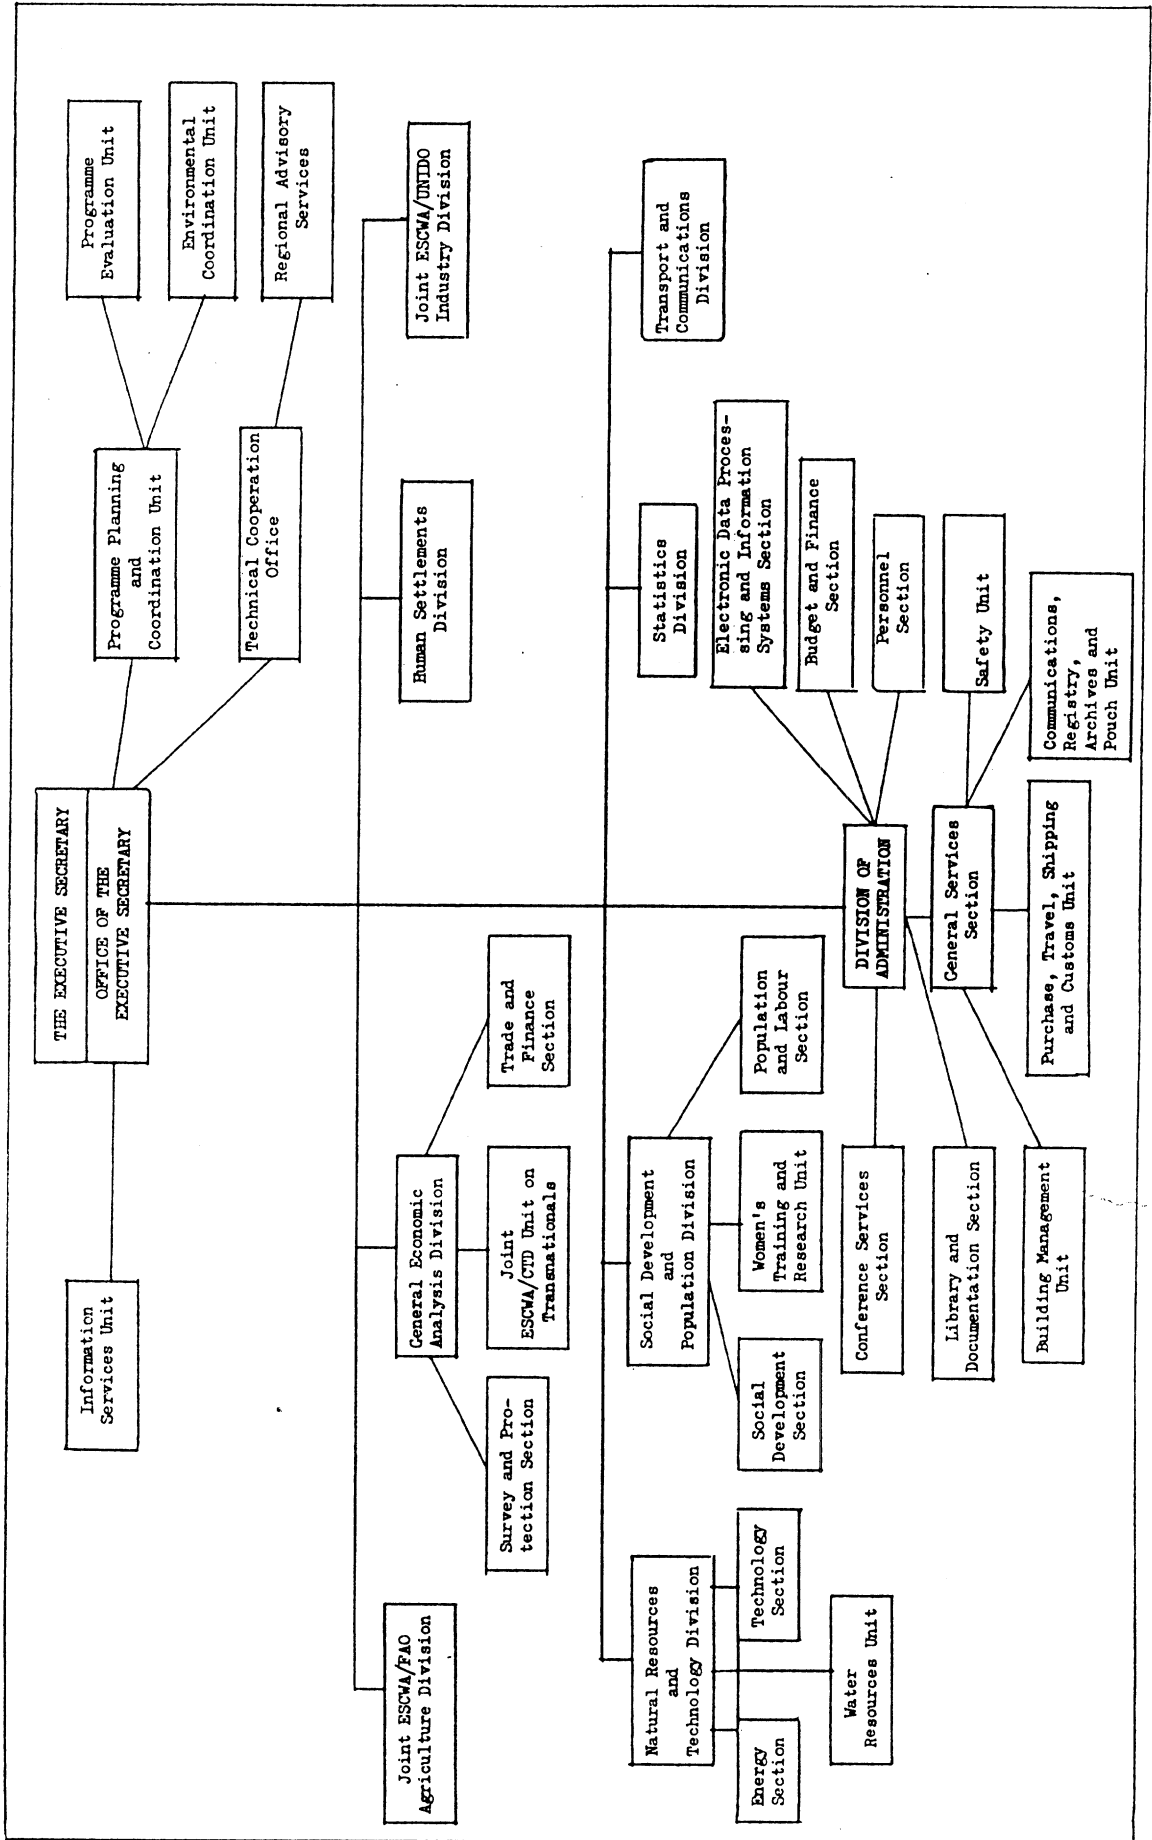 THE EXECUTIVE SECRETARY
OFFICE OF THE
EXECUTIVE SECRETARY
Information
Services Unit
Programme Planning
and
Coordination Unit
Programme
Evaluation Unit
Environmental
Coordination Unit
Technical Cooperation
Office
Regional Advisory
Services
Joint ESCWA/FAO
Agriculture Division
General Economic
Analysis Division
Human Settlements
Division
Joint ESCWA/UNIDO
Industry Division
Survey and Pro-
tection Section
Joint
ESCWA/CTD Unit on
Transnationals
Trade and
Finance
Section
Natural Resources
and
Technology Division
Social Development
and
Population Division
Statistics
Division
Transport and
Communications
Division
Energy
Section
Technology
Section
Water
Resources Unit
Social
Development
Section
Women's
Training and
Research Unit
Population
and Labour
Section
Electronic Data Proces-
sing and Information
Systems Section
Budget and Finance
Section
Personnel
Section
DIVISION OF
ADMINISTRATION
Conference Services
Section
Library and
Documentation Section
General Services
Section
Safety Unit
Building Management
Unit
Purchase, Travel, Shipping
and Customs Unit
Communications,
Registry,
Archives and
Pouch Unit